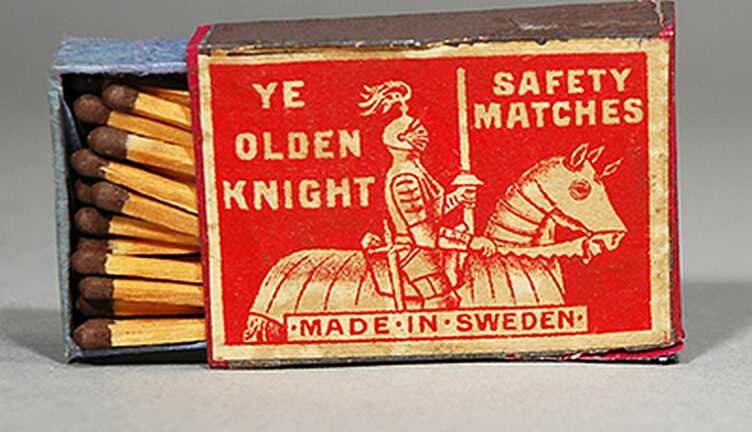 YE
OLDEN
KNIGHT
SAFETY
MATCHES
·MADE·IN·SWEDEN·